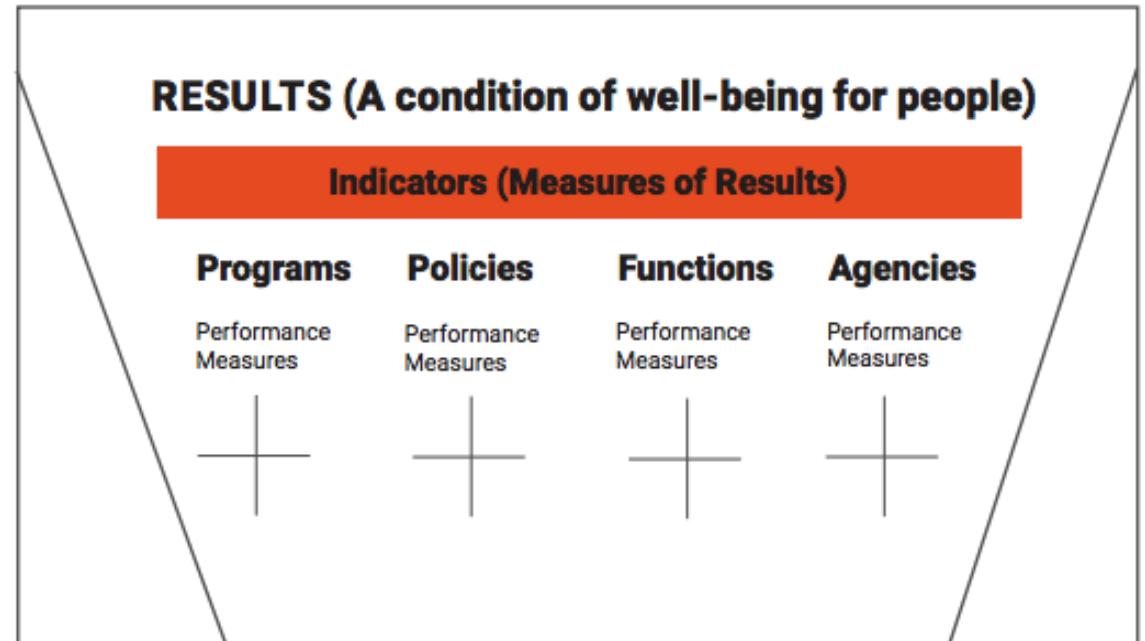 RESULTS (A condition of well-being for people)
Indicators (Measures of Results)
Programs Policies Functions Agencies
Performance Performance Performance Performance
Measures Measures Measures Measures